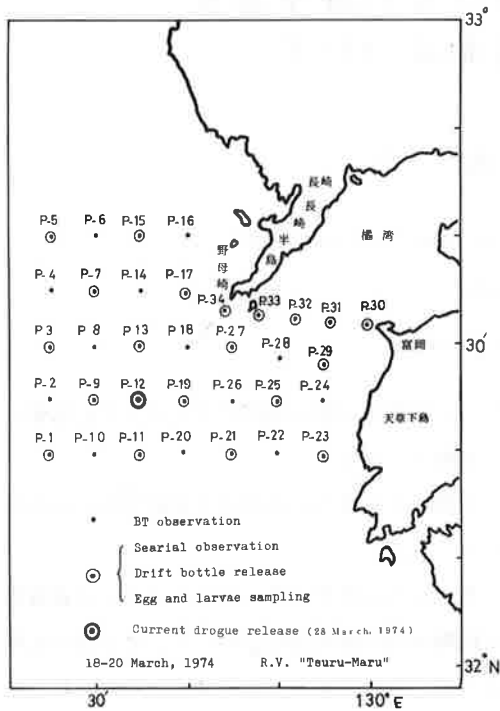 33°
長崎
長崎半島
橘湾
野母崎
P-5 P-6 P-15 P-16
P-4 P-7 P-14 P-17
P-34 P.33 P-32 P-31 P-30
富岡
P-3 P-8 P-13 P-18 P-27 P-28 P-29
30'
P-2 P-9 P-12 P-19 P-26 P-25 P-24
天草下島
P-1 P-10 P-11 P-20 P-21 P-22 P-23
BT observation
Searial observation
Drift bottle release
Egg and larvae sampling
Current drogue release (28 March, 1974)
18-20 March, 1974 R.V. "Tsuru-Maru"
32°N
30' 130° E